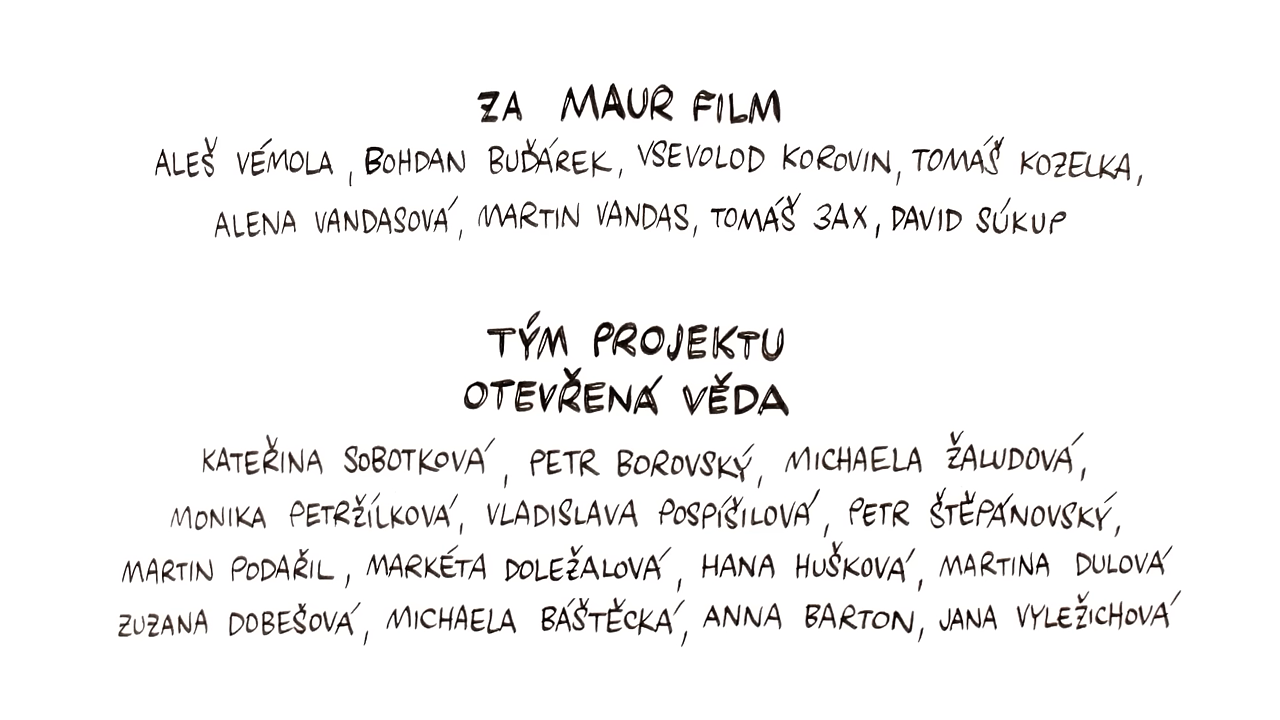 ZA MAUR FILM
ALEŠ VÉMOLA, BOHDAN BUĎÁREK, VSEVOLOD KOROVIN, TOMÁŠ KOZELKA,
ALENA VANDASOVÁ, MARTIN VANDAS, TOMÁŠ 3AX, DAVID SÚKUP
TÝM PROJEKTU
OTEVŘENÁ VĚDA
KATEŘINA SOBOTKOVÁ, PETR BOROVSKÝ, MICHAELA ŽALUDOVÁ,
MONIKA PETRŽÍLKOVÁ, VLADISLAVA POSPÍŠILOVÁ, PETR ŠTĚPÁNOVSKÝ,
MARTIN PODAŘIL, MARKÉTA DOLEŽALOVÁ, HANA HUŠKOVÁ, MARTINA DULOVÁ
ZUZANA DOBEŠOVÁ, MICHAELA BÁŠTĚCKÁ, ANNA BARTON, JANA VYLEŽICHOVÁ